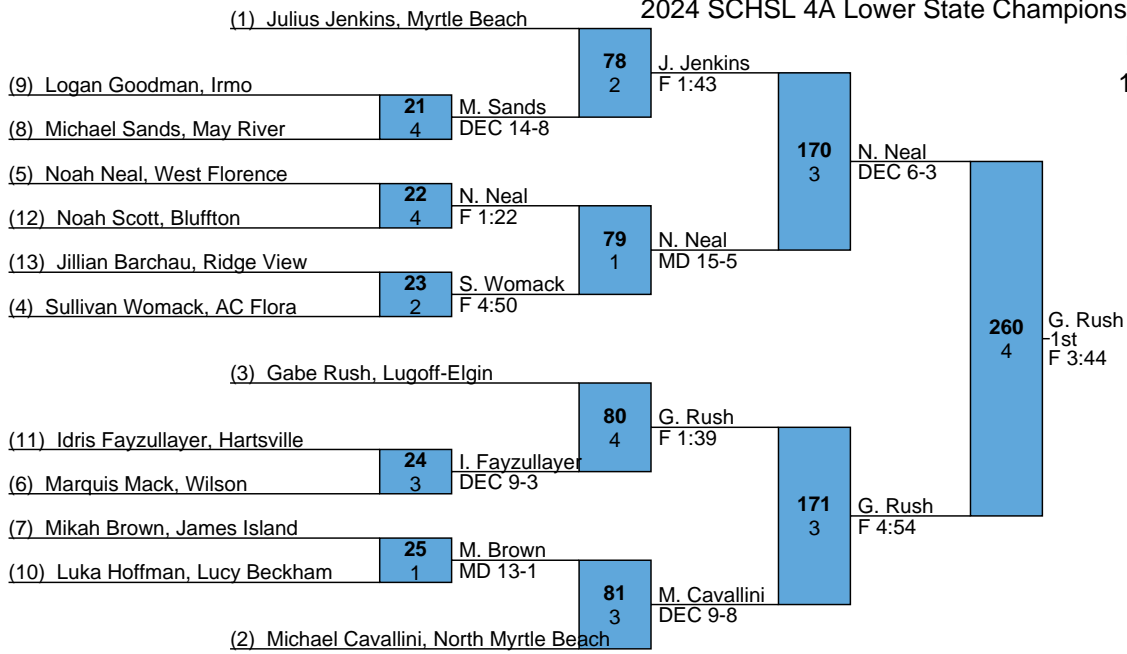 2024 SCHSL 4A Lower State Champions
1
(1) Julius Jenkins, Myrtle Beach
78
2
J. Jenkins
F 1:43
(9) Logan Goodman, Irmo
21
4
M. Sands
DEC 14-8
(8) Michael Sands, May River
170
3
N. Neal
DEC 6-3
(5) Noah Neal, West Florence
22
4
N. Neal
F 1:22
(12) Noah Scott, Bluffton
79
1
N. Neal
MD 15-5
(13) Jillian Barchau, Ridge View
23
2
S. Womack
F 4:50
(4) Sullivan Womack, AC Flora
260
4
G. Rush
1st
F 3:44
(3) Gabe Rush, Lugoff-Elgin
80
4
G. Rush
F 1:39
(11) Idris Fayzullayer, Hartsville
24
3
I. Fayzullayer
DEC 9-3
(6) Marquis Mack, Wilson
171
3
G. Rush
F 4:54
(7) Mikah Brown, James Island
25
1
M. Brown
MD 13-1
(10) Luka Hoffman, Lucy Beckham
81
3
M. Cavallini
DEC 9-8
(2) Michael Cavallini, North Myrtle Beach